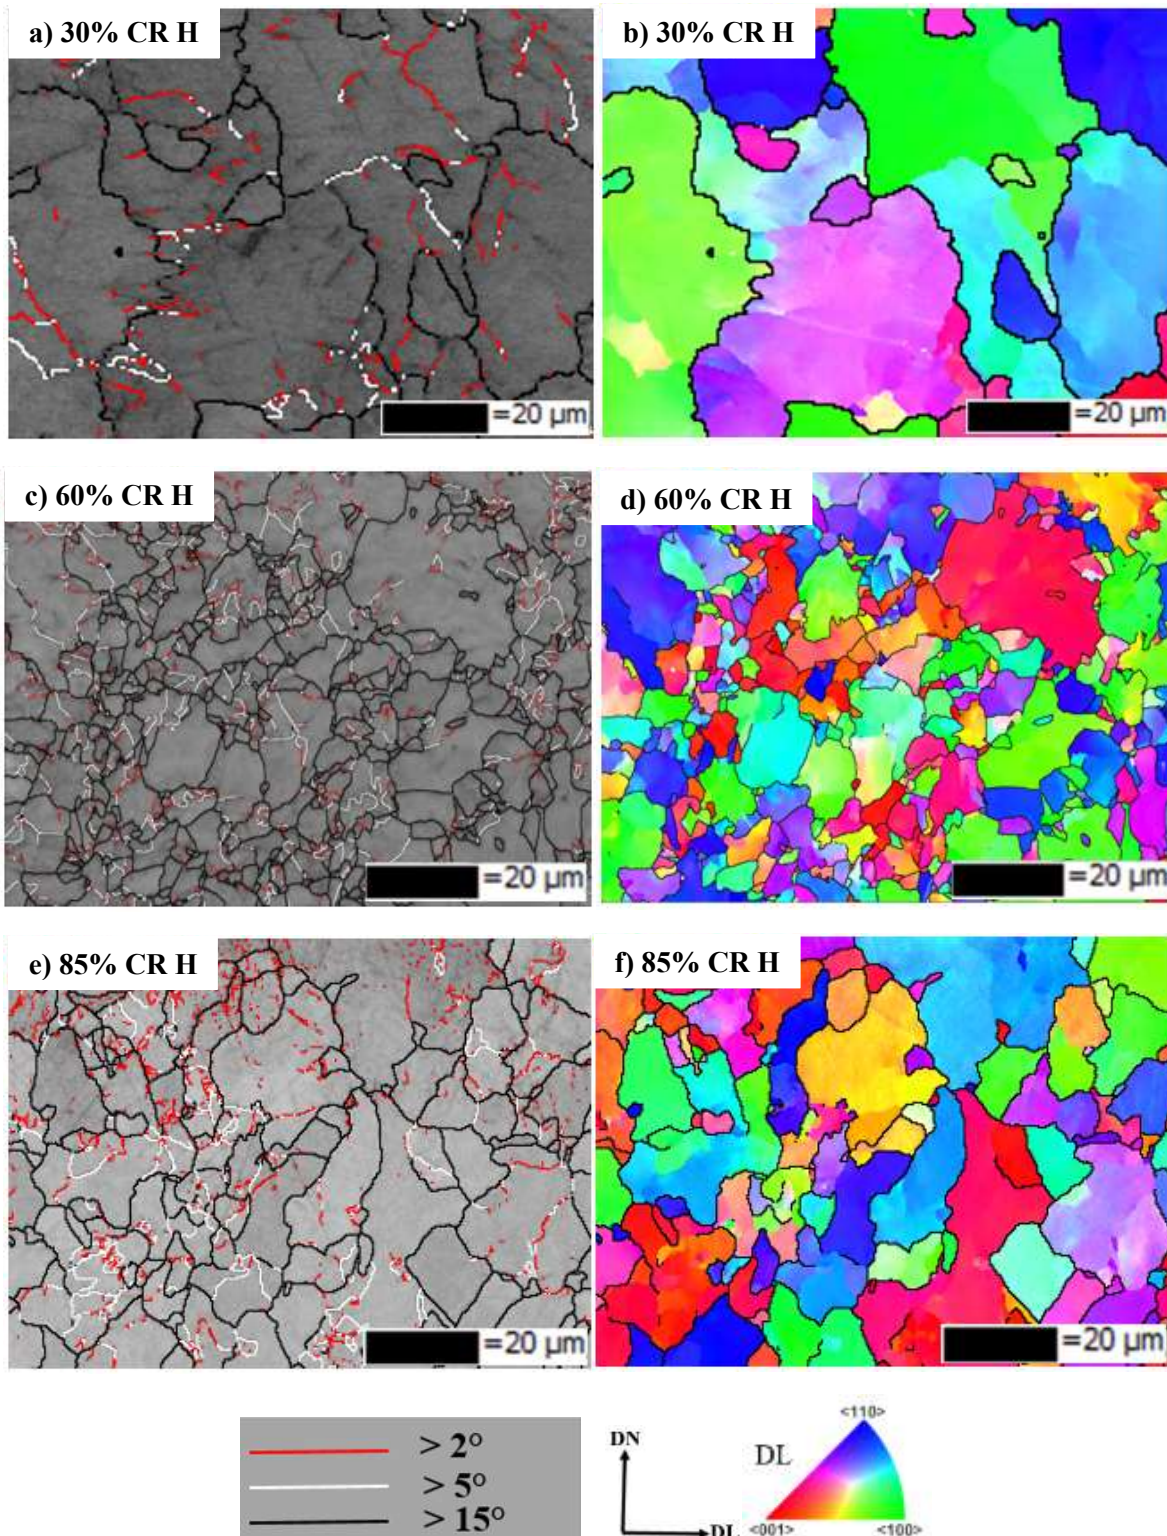 a) 30% CR H
b) 30% CR H
=20 µm
=20 µm
c) 60% CR H
d) 60% CR H
=20 µm
=20 µm
e) 85% CR H
f) 85% CR H
=20 µm
=20 µm
> 2°
> 5°
> 15°
DN
DL
<110>
DL
<001>
<100>